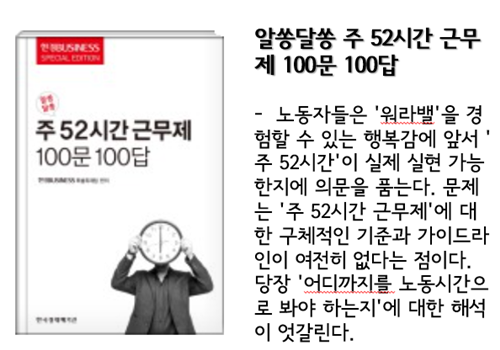 한경BUSINESS
SPECIAL EDITION
알쏭
달쏭
주 52시간 근무제
100문 100답
한경BUSINESS
한국경제매거진
알쏭달쏭 주 52시간 근무
제 100문 100답
- 노동자들은 '워라밸'을 경
험할 수 있는 행복감에 앞서 '
주 52시간'이 실제 실현 가능
한지에 의문을 품는다. 문제
는 '주 52시간 근무제'에 대
한 구체적인 기준과 가이드라
인이 여전히 없다는 점이다.
당장 '어디까지를 노동시간으
로 봐야 하는지'에 대한 해석
이 엇갈린다.